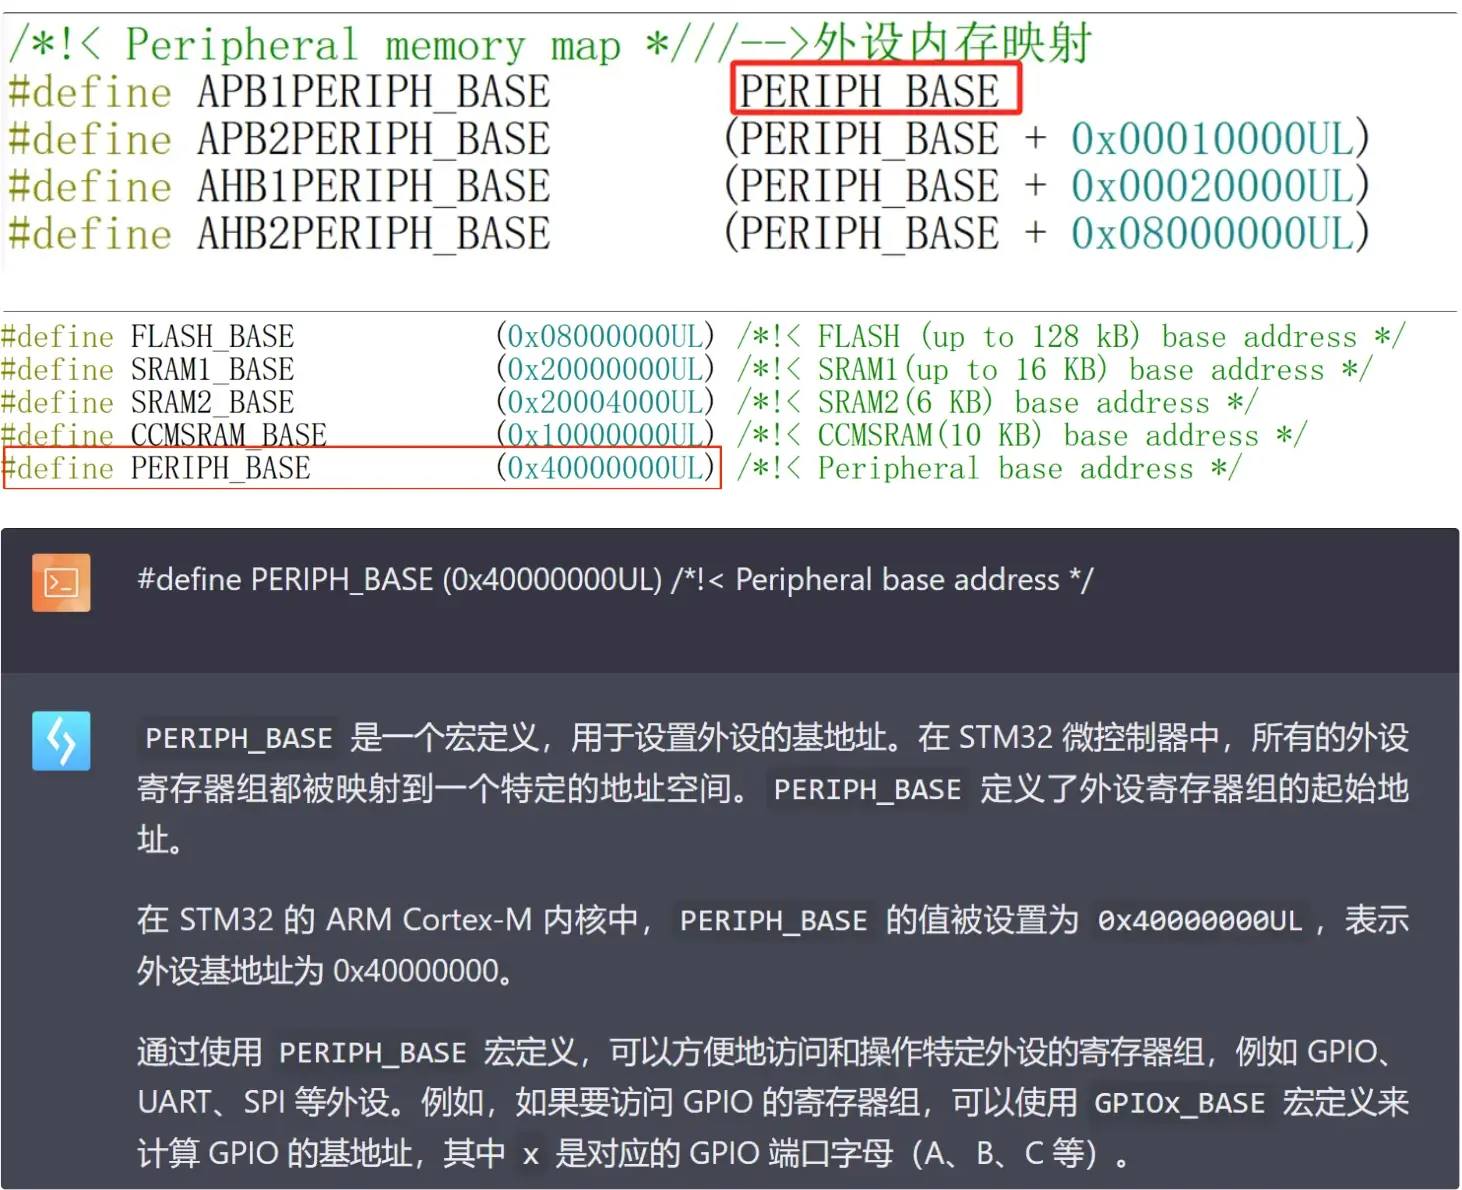 /*!< Peripheral memory map *///-->外设内存映射
#define APB1PERIPH_BASE PERIPH_BASE
#define APB2PERIPH_BASE (PERIPH_BASE + 0x00010000UL)
#define AHB1PERIPH_BASE (PERIPH_BASE + 0x00020000UL)
#define AHB2PERIPH_BASE (PERIPH_BASE + 0x08000000UL)
#define FLASH_BASE (0x08000000UL) /*!< FLASH (up to 128 kB) base address */
#define SRAM1_BASE (0x20000000UL) /*!< SRAM1(up to 16 KB) base address */
#define SRAM2_BASE (0x20004000UL) /*!< SRAM2(6 KB) base address */
#define CCMSRAM_BASE (0x10000000UL) /*!< CCMSRAM(10 KB) base address */
#define PERIPH_BASE (0x40000000UL) /*!< Peripheral base address */
#define PERIPH_BASE (0x40000000UL) /*!< Peripheral base address */
PERIPH_BASE 是一个宏定义，用于设置外设的基地址。在 STM32 微控制器中，所有的外设
寄存器组都被映射到一个特定的地址空间。 PERIPH_BASE 定义了外设寄存器组的起始地
址。
在 STM32 的 ARM Cortex-M 内核中， PERIPH_BASE 的值被设置为 0x40000000UL ，表示
外设基地址为 0x40000000。
通过使用 PERIPH_BASE 宏定义，可以方便地访问和操作特定外设的寄存器组，例如 GPIO、
UART、SPI 等外设。例如，如果要访问 GPIO 的寄存器组，可以使用 GPIOx_BASE 宏定义来
计算 GPIO 的基地址，其中 x 是对应的 GPIO 端口字母（A、B、C 等）。